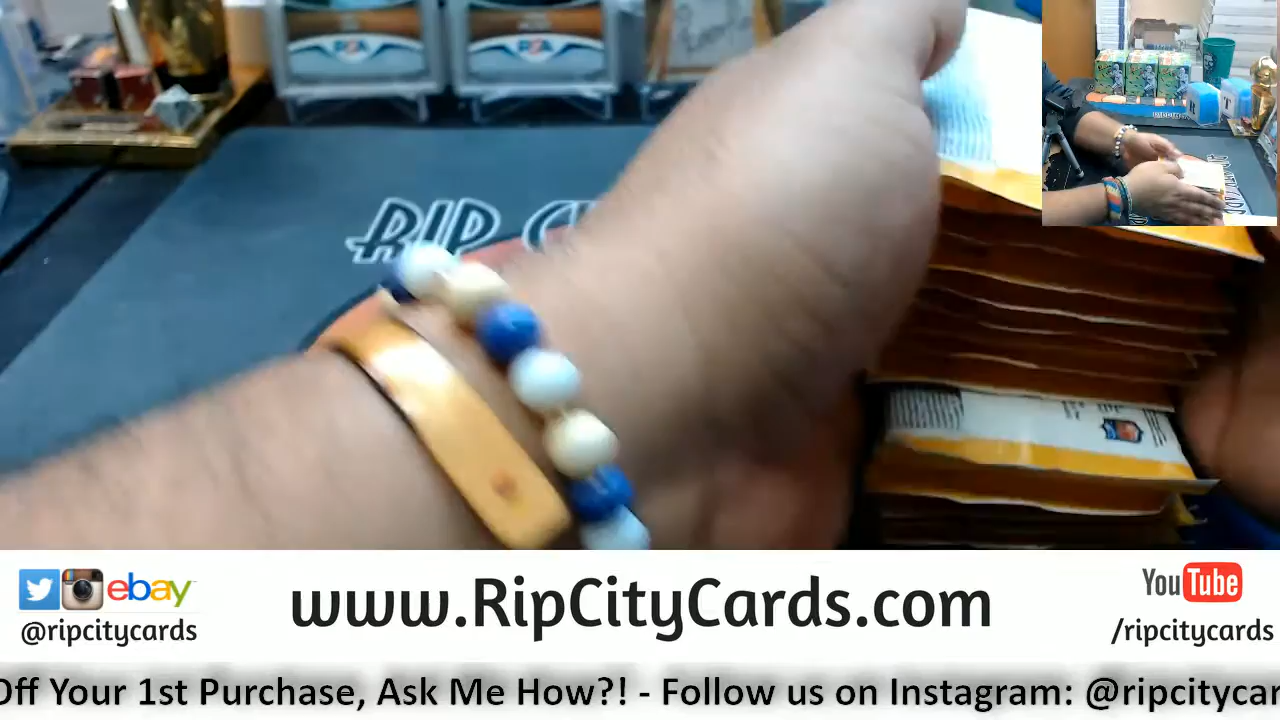 RIP
ebay
@ripcitycards
www.RipCityCards.com
YouTube
/ripcitycards
Off Your 1st Purchase, Ask Me How?! - Follow us on Instagram: @ripcitycar